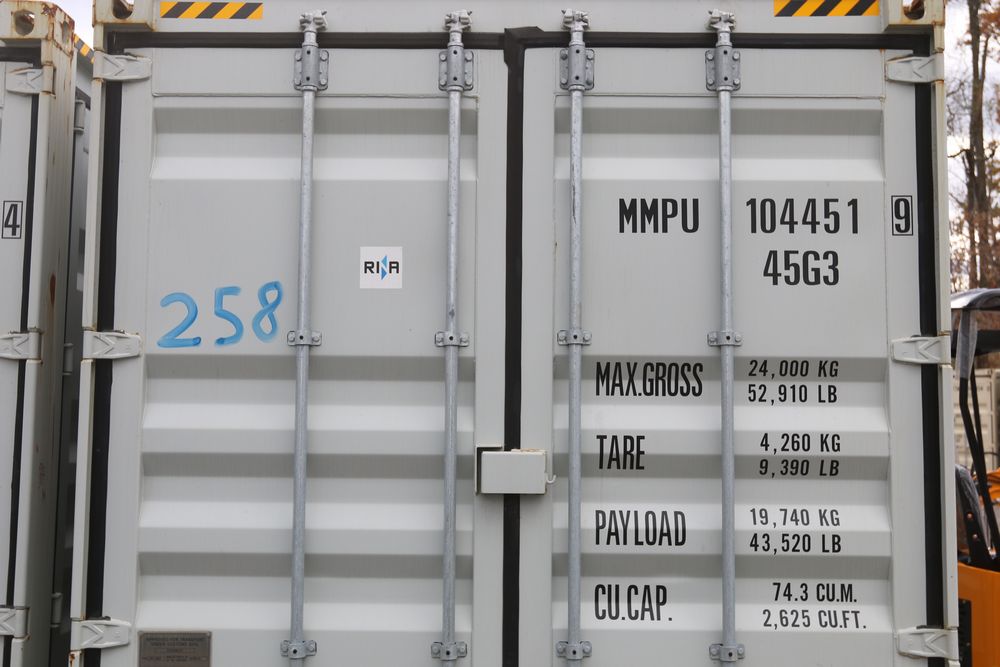 4
RINA
258
MMPU 104451 9
45G3
MAX.GROSS 24,000 KG
52,910 LB
TARE 4,260 KG
9,390 LB
PAYLOAD 19,740 KG
43,520 LB
CU.CAP. 74.3 CU.M.
2,625 CU.FT.